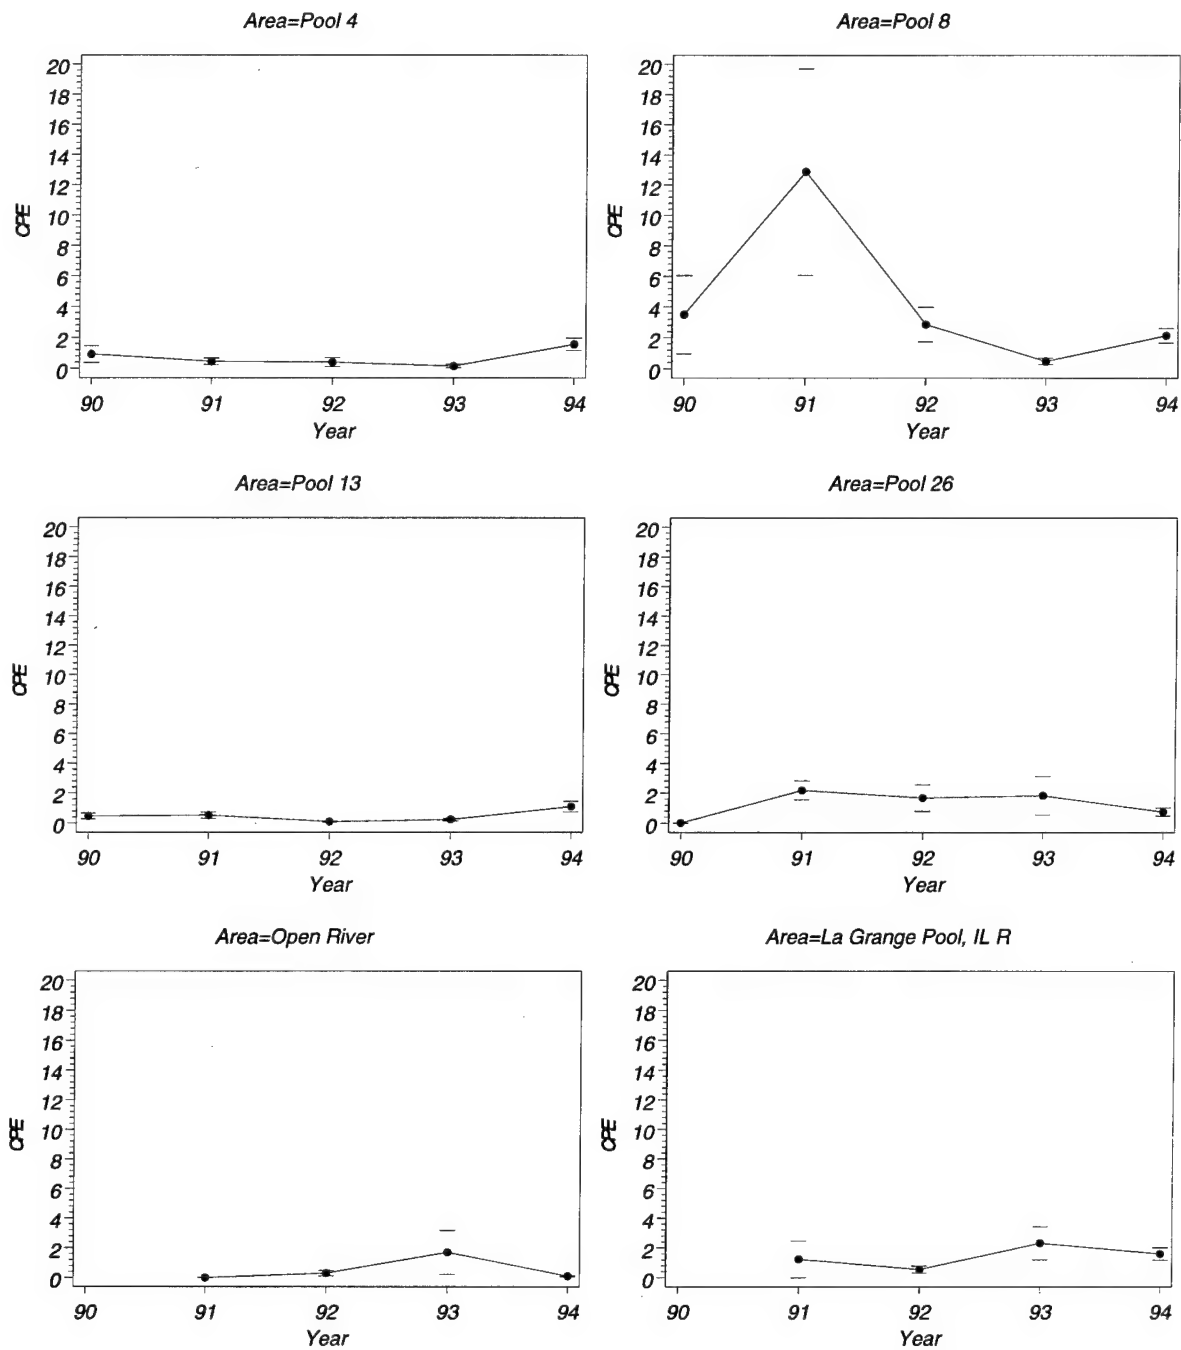 Area=Pool 4
20
18
16
14
12
10
8
6
4
2
0
CPE
90 91 92 93 94
Year
Area=Pool 8
20
18
16
14
12
10
8
6
4
2
0
CPE
90 91 92 93 94
Year
Area=Pool 13
20
18
16
14
12
10
8
6
4
2
0
CPE
90 91 92 93 94
Year
Area=Pool 26
20
18
16
14
12
10
8
6
4
2
0
CPE
90 91 92 93 94
Year
Area=Open River
20
18
16
14
12
10
8
6
4
2
0
CPE
90 91 92 93 94
Year
Area=La Grange Pool, IL R
20
18
16
14
12
10
8
6
4
2
0
CPE
90 91 92 93 94
Year